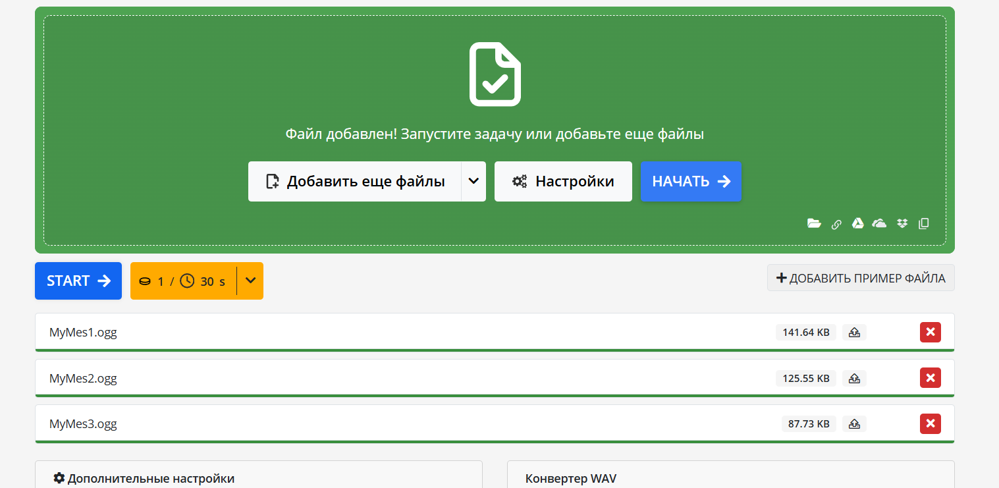 Файл добавлен! Запустите задачу или добавьте еще файлы
Добавить еще файлы
Настройки
НАЧАТЬ
START
1 / 30 s
ДОБАВИТЬ ПРИМЕР ФАЙЛА
MyMes1.ogg 141.64 KB
MyMes2.ogg 125.55 KB
MyMes3.ogg 87.73 KB
Дополнительные настройки
Конвертер WAV